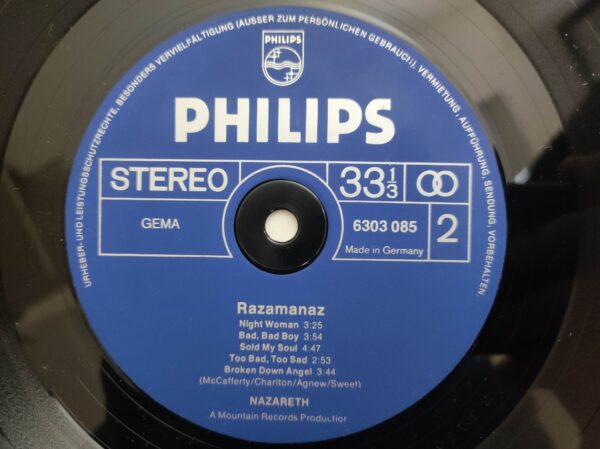 URHEBER- UND LEISTUNGSSCHUTZRECHTE, BESONDERS VERVIELFÄLTIGUNG (AUSSER ZUM PERSÖNLICHEN GEBRAUCH), VERMIETUNG, AUFFÜHRUNG, SENDUNG, VORBEHALTEN.
PHILIPS
PHILIPS
STEREO 33 1/3
GEMA 6303 085 2
Made in Germany
Razamanaz
Night Woman 3:25
Bad, Bad Boy 3:54
Sold My Soul 4:47
Too Bad, Too Sad 2:53
Broken Down Angel 3:44
(McCafferty/Charlton/Agnew/Sweet)
NAZARETH
A Mountain Records Production